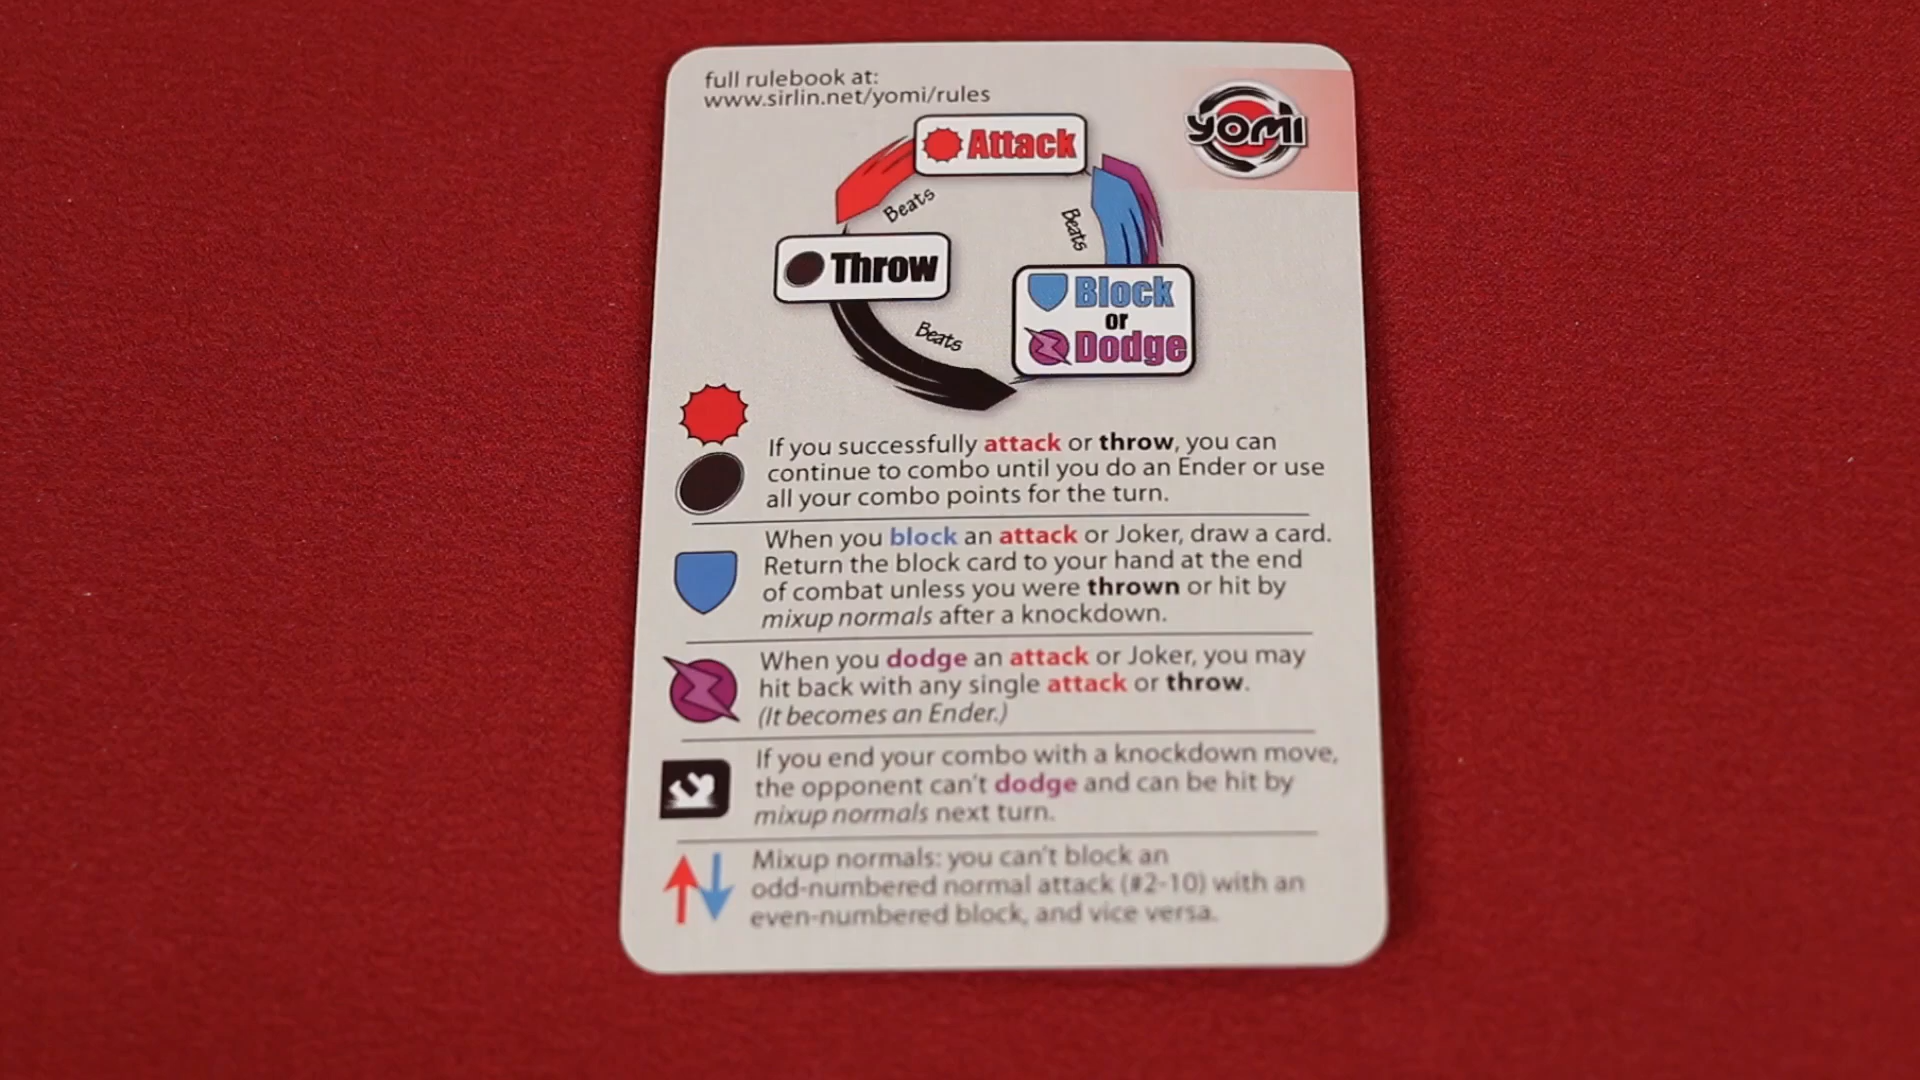 full rulebook at:
www.sirlin.net/yomi/rules
yomi
Attack
Beats
Beats
Throw
Block
or
Dodge
Beats
If you successfully attack or throw, you can
continue to combo until you do an Ender or use
all your combo points for the turn.
When you block an attack or Joker, draw a card.
Return the block card to your hand at the end
of combat unless you were thrown or hit by
mixup normals after a knockdown.
When you dodge an attack or Joker, you may
hit back with any single attack or throw.
(It becomes an Ender.)
If you end your combo with a knockdown move,
the opponent can't dodge and can be hit by
mixup normals next turn.
Mixup normals: you can't block an
odd-numbered normal attack (#2-10) with an
even-numbered block, and vice versa.